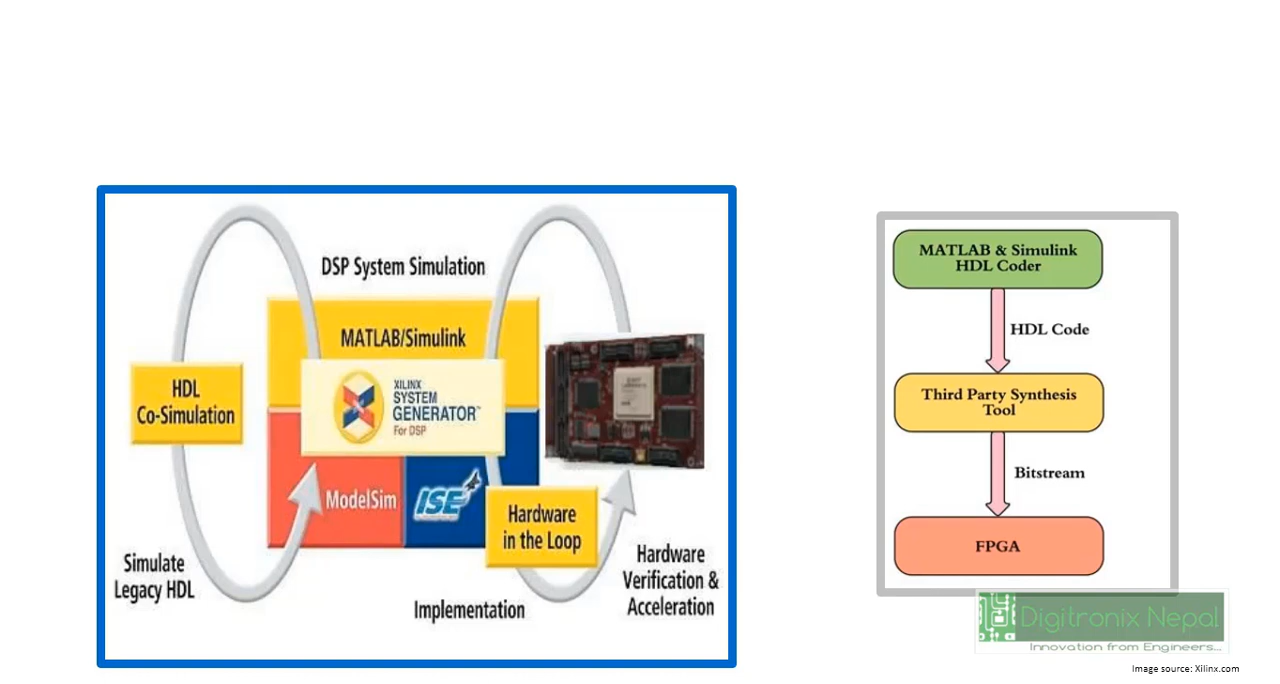 DSP System Simulation
MATLAB/Simulink
HDL
Co-Simulation
XILINX
SYSTEM
GENERATOR™
For DSP
ModelSim
ISE
Hardware
in the Loop
Simulate
Legacy HDL
Implementation
Hardware
Verification &
Acceleration
MATLAB & Simulink
HDL Coder
HDL Code
Third Party Synthesis
Tool
Bitstream
FPGA
Digitronix Nepal
Innovation from Engineers...
Image source: Xilinx.com